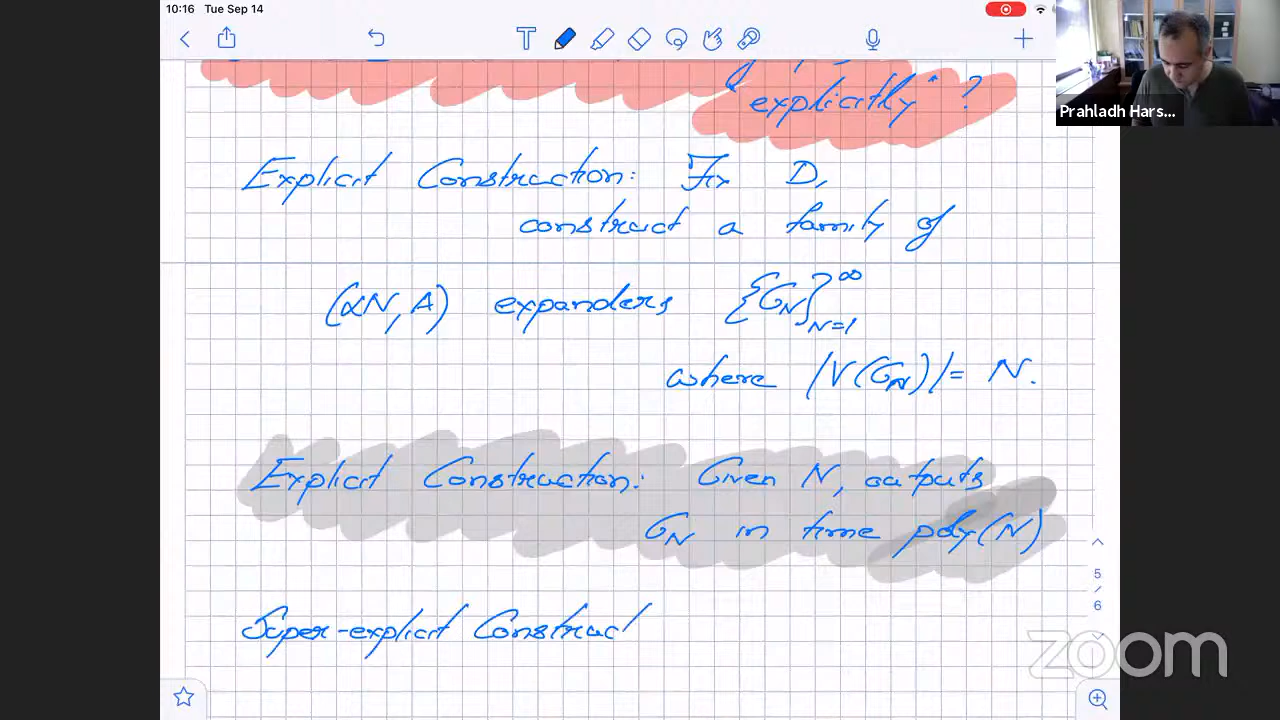 10:16 Tue Sep 14
T
Prahladh Hars...
explicitly" ?
Explicit Construction: Fix D,
construct a family of
(αN, A) expanders {G_N}_{N=1}^∞
where |V(G_N)| = N.
Explicit Construction: Given N, outputs
G_N in time poly(N)
5
/
6
Super-explicit Construc
zoom